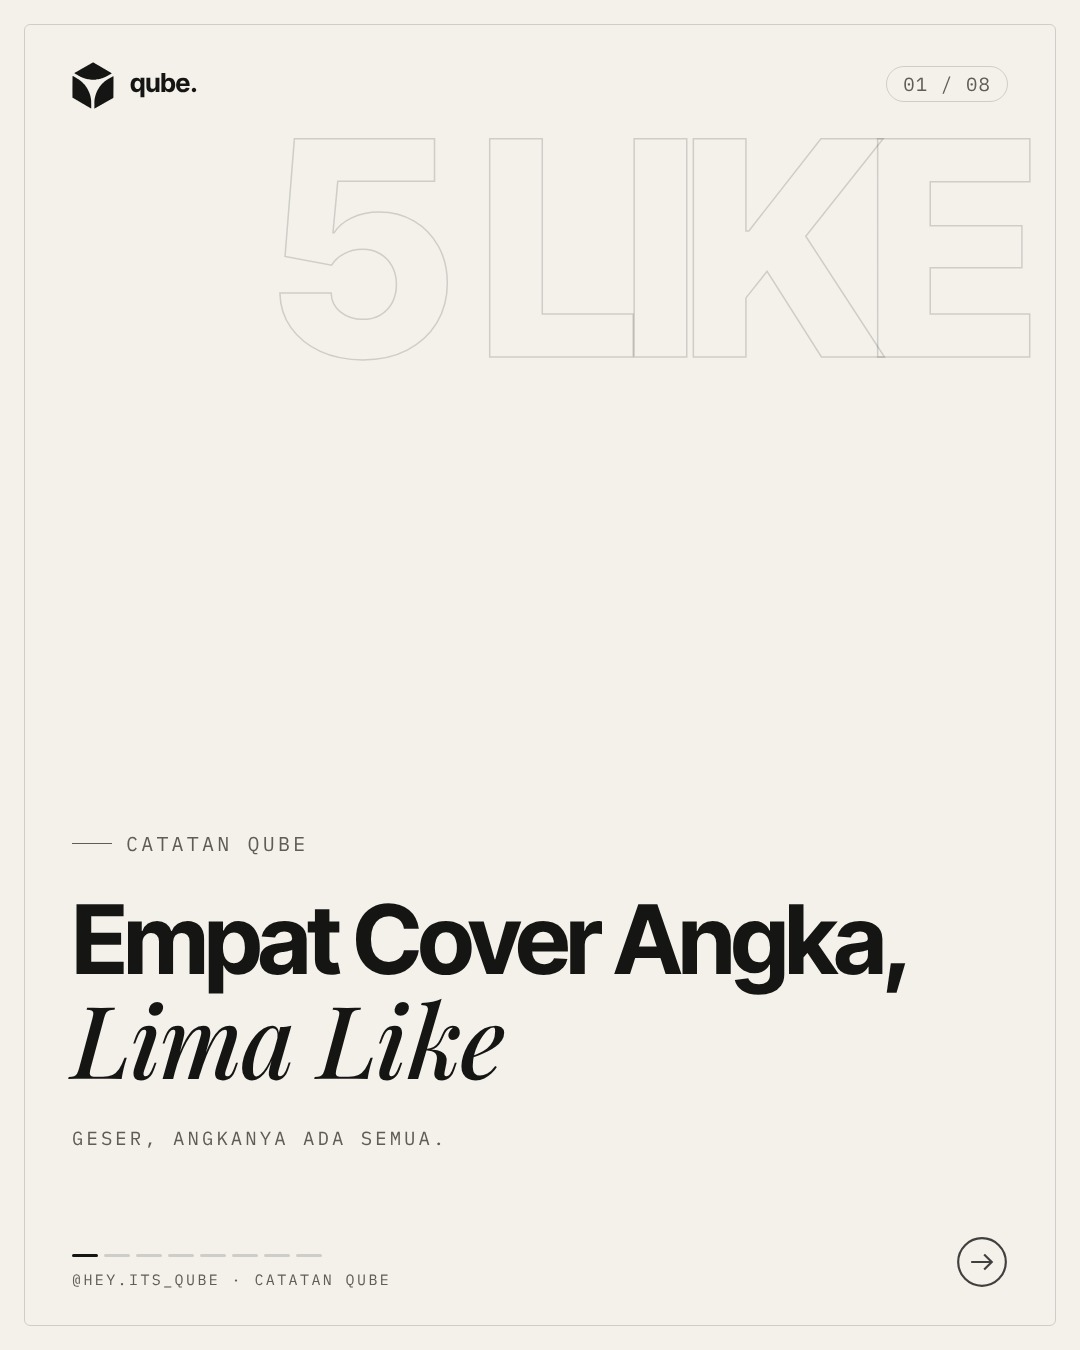 qube.
01 / 08
5 LIKE
CATATAN QUBE
Empat Cover Angka,
Lima Like
GESER, ANGKANYA ADA SEMUA.
@HEY.ITS_QUBE · CATATAN QUBE